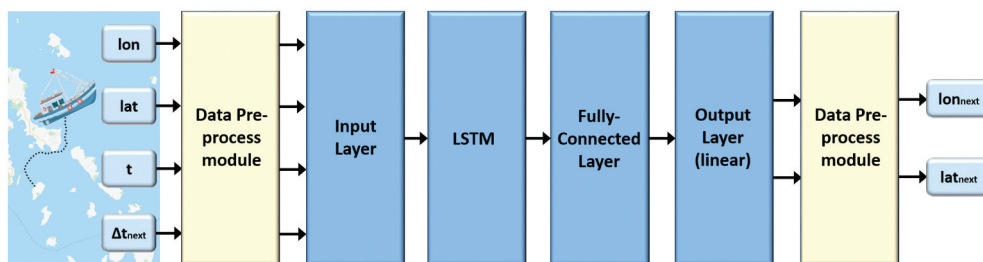 lon
lat
t
Δtnext
Data Pre-
process
module
Input
Layer
LSTM
Fully-
Connected
Layer
Output
Layer
(linear)
Data Pre-
process
module
lonnext
latnext